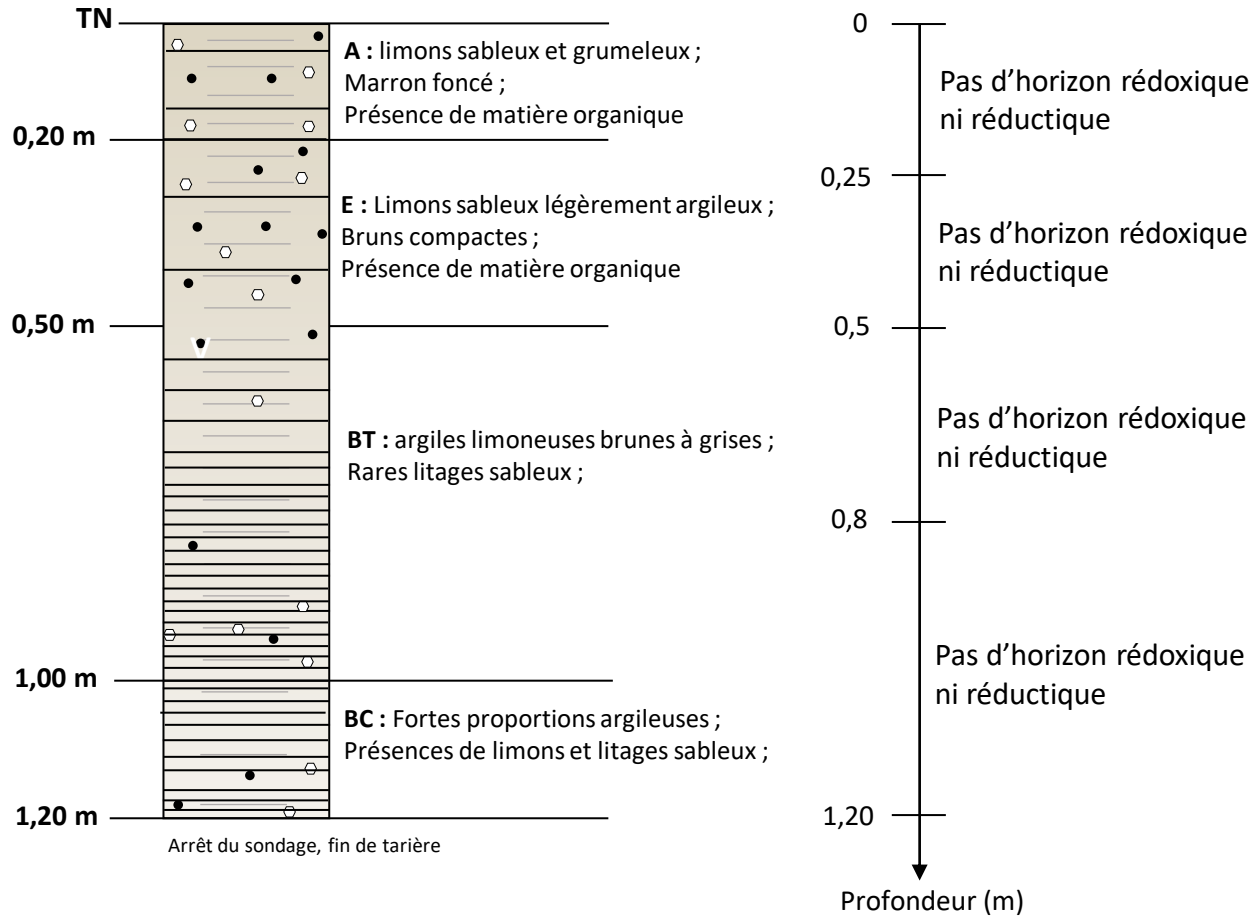 TN
A : limons sableux et grumeleux ;
Marron foncé ;
Présence de matière organique
0,20 m
E : Limons sableux légèrement argileux ;
Bruns compactes ;
Présence de matière organique
0,50 m
V
BT : argiles limoneuses brunes à grises ;
Rares litages sableux ;
1,00 m
BC : Fortes proportions argileuses ;
Présences de limons et litages sableux ;
1,20 m
Arrêt du sondage, fin de tarière
0
Pas d’horizon rédoxique
ni réductique
0,25
Pas d’horizon rédoxique
ni réductique
0,5
Pas d’horizon rédoxique
ni réductique
0,8
Pas d’horizon rédoxique
ni réductique
1,20
Profondeur (m)